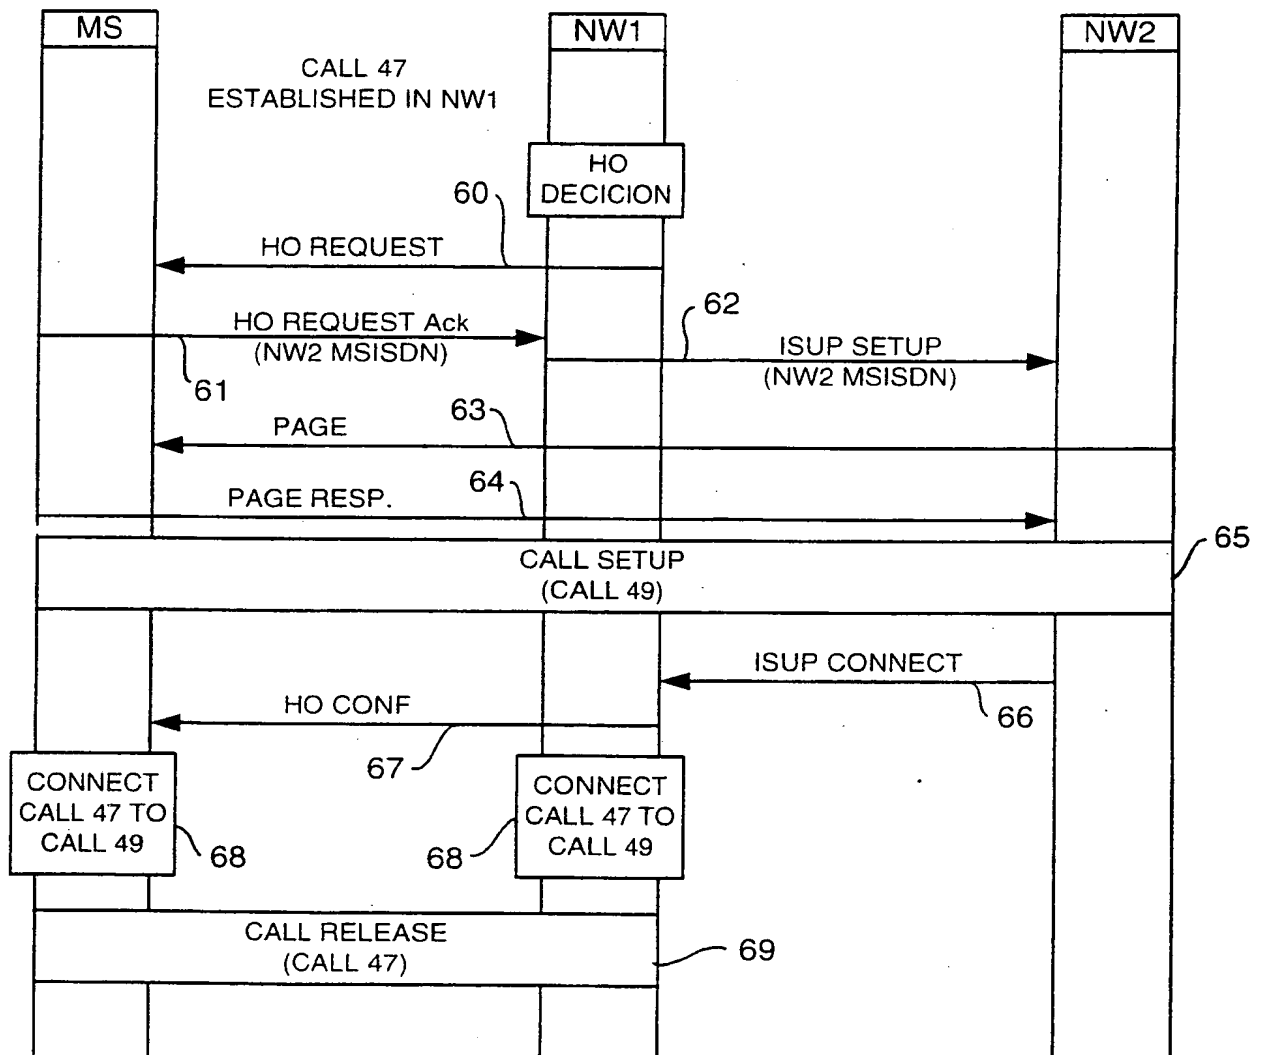 MS
NW1
NW2
CALL 47
ESTABLISHED IN NW1
HO
DECICION
60
HO REQUEST
62
HO REQUEST Ack
(NW2 MSISDN)
ISUP SETUP
(NW2 MSISDN)
61
63
PAGE
64
PAGE RESP.
65
CALL SETUP
(CALL 49)
ISUP CONNECT
66
HO CONF
67
CONNECT
CALL 47 TO
CALL 49
68
68
CONNECT
CALL 47 TO
CALL 49
CALL RELEASE
(CALL 47)
69